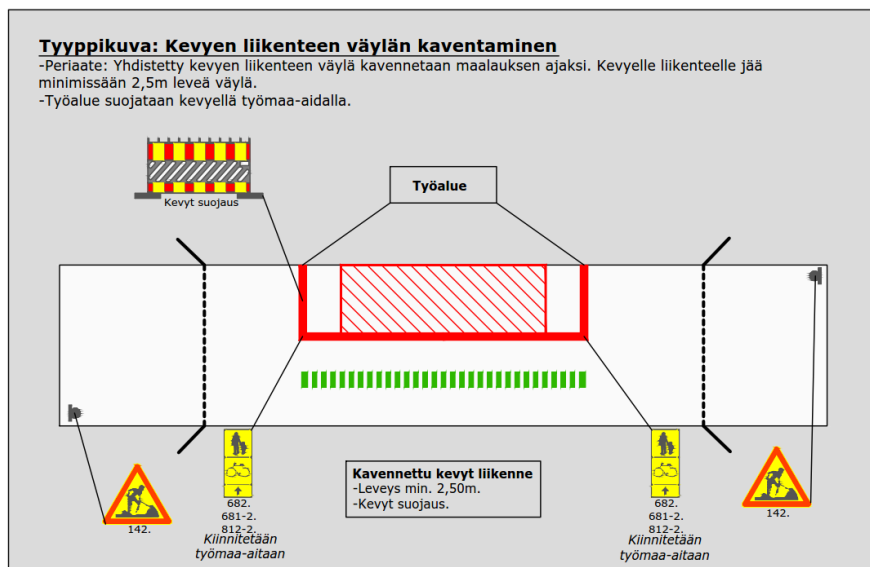 Tyyppikuva: Kevyen liikenteen väylän kaventaminen
-Periaate: Yhdistetty kevyen liikenteen väylä kavennetaan maalauksen ajaksi. Kevyelle liikenteelle jää
minimissään 2,5m leveä väylä.
-Työalue suojataan kevyellä työmaa-aidalla.
Kevyt suojaus
Työalue
142.
682.
681-2.
812-2.
Kiinnitetään
työmaa-aitaan
Kavennettu kevyt liikenne
-Leveys min. 2,50m.
-Kevyt suojaus.
682.
681-2.
812-2.
Kiinnitetään
työmaa-aitaan
142.